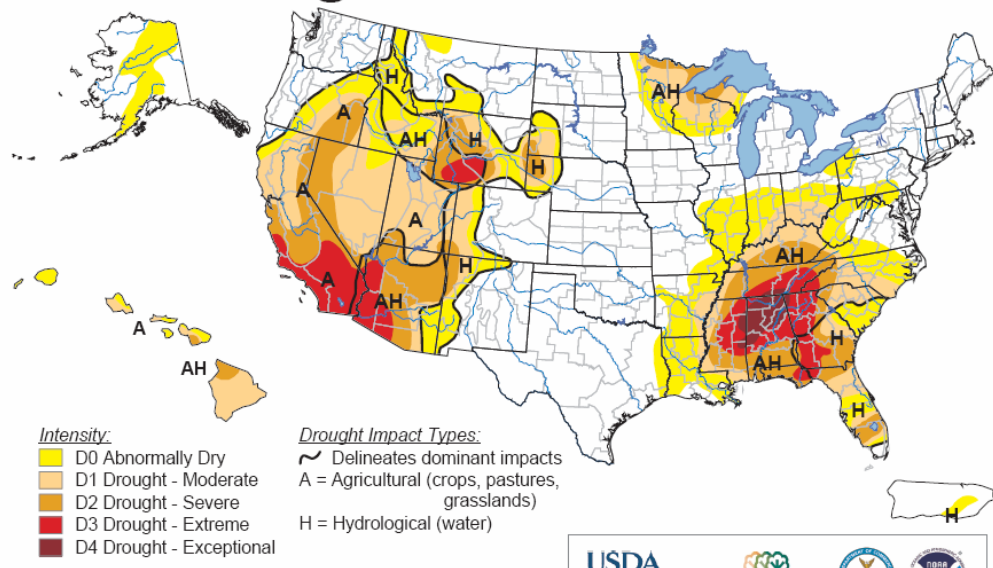 H
A
AH
H
H
AH
A
A
H
A
AH
AH
AH
H
H
A
AH
H
Intensity:
D0 Abnormally Dry
D1 Drought - Moderate
D2 Drought - Severe
D3 Drought - Extreme
D4 Drought - Exceptional
Drought Impact Types:
Delineates dominant impacts
A = Agricultural (crops, pastures,
grasslands)
H = Hydrological (water)
USDA